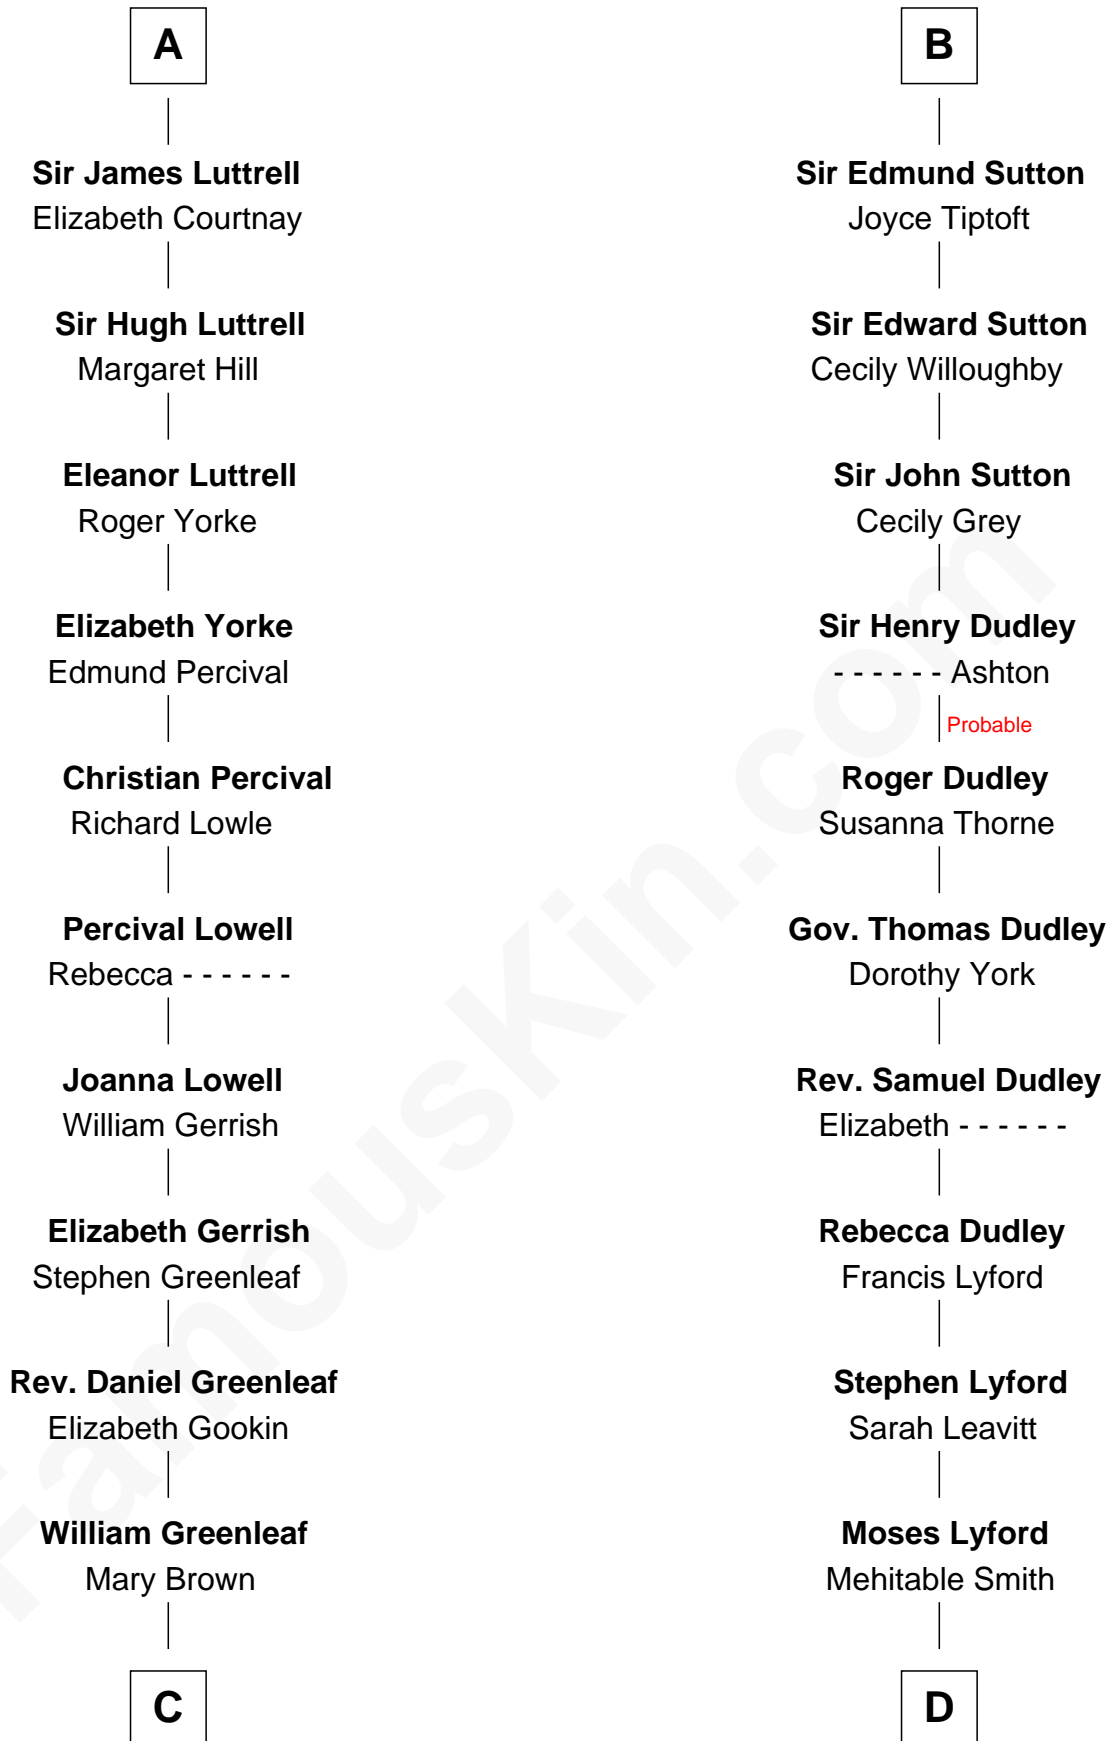 A
Sir James Luttrell
Elizabeth Courtnay
Sir Hugh Luttrell
Margaret Hill
Eleanor Luttrell
Roger Yorke
Elizabeth Yorke
Edmund Percival
Christian Percival
Richard Lowle
Percival Lowell
Rebecca - - - - - -
Joanna Lowell
William Gerrish
Elizabeth Gerrish
Stephen Greenleaf
Rev. Daniel Greenleaf
Elizabeth Gookin
William Greenleaf
Mary Brown
C
B
Sir Edmund Sutton
Joyce Tiptoft
Sir Edward Sutton
Cecily Willoughby
Sir John Sutton
Cecily Grey
Sir Henry Dudley
- - - - - - Ashton
Probable
Roger Dudley
Susanna Thorne
Gov. Thomas Dudley
Dorothy York
Rev. Samuel Dudley
Elizabeth - - - - - -
Rebecca Dudley
Francis Lyford
Stephen Lyford
Sarah Leavitt
Moses Lyford
Mehitable Smith
D
FamousKin.com